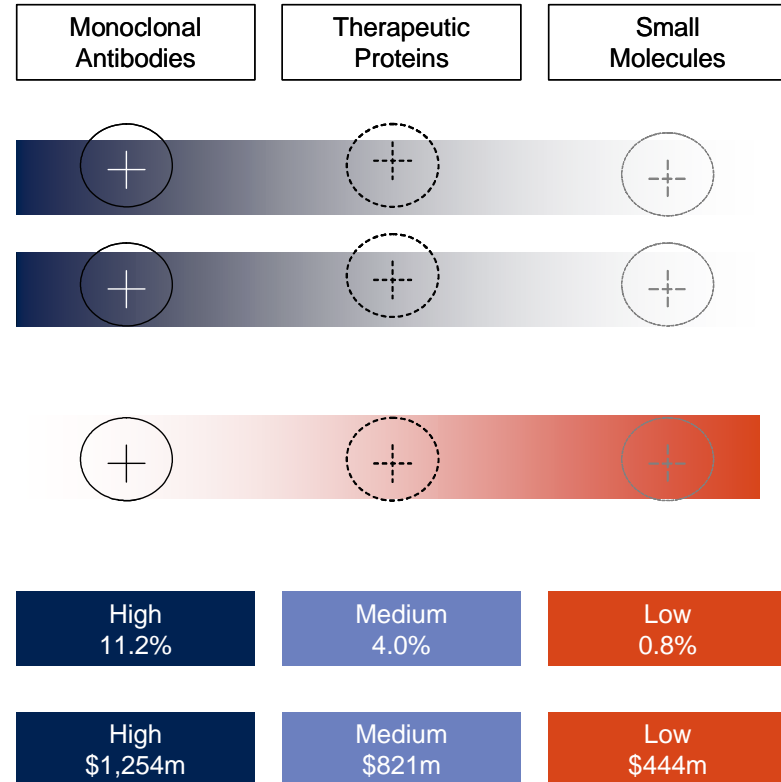 Monoclonal
Antibodies
Therapeutic
Proteins
Small
Molecules
High
11.2%
Medium
4.0%
Low
0.8%
High
$1,254m
Medium
$821m
Low
$444m